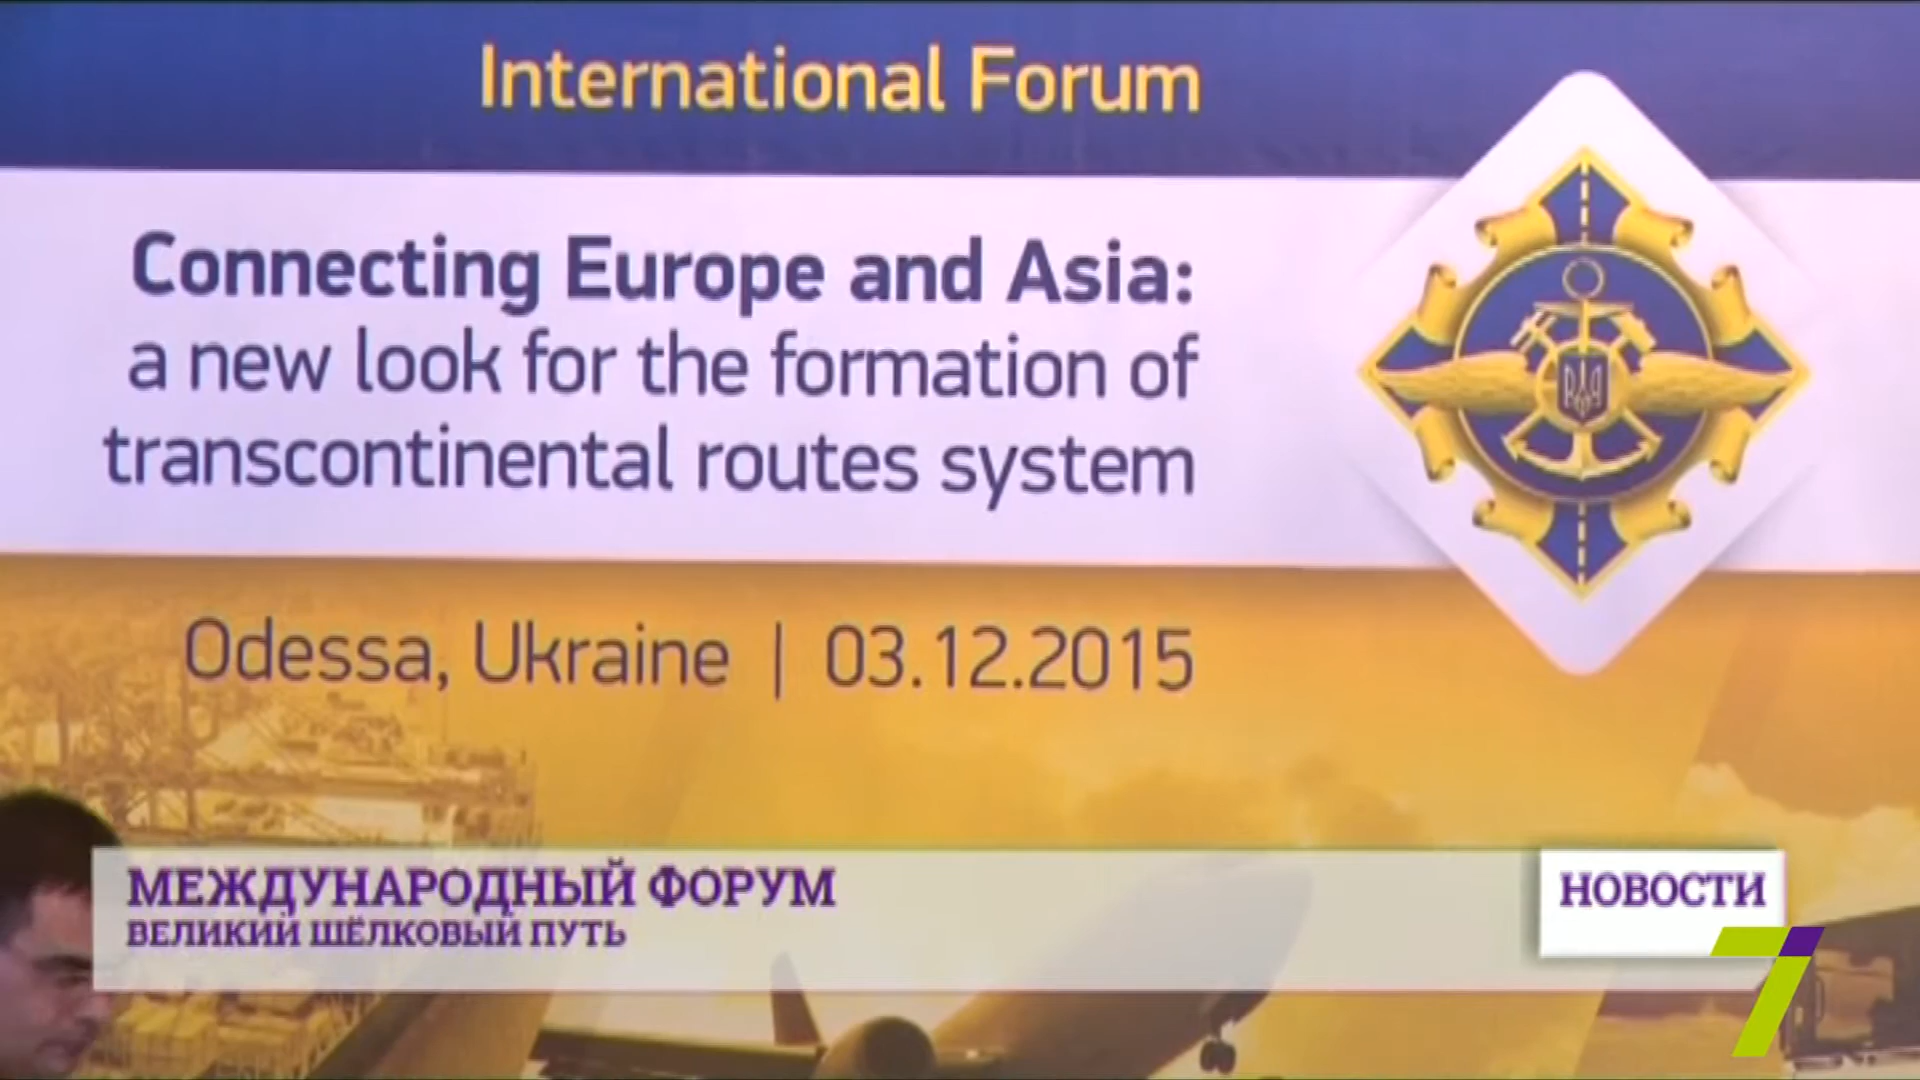 International Forum
Connecting Europe and Asia:
a new look for the formation of
transcontinental routes system
Odessa, Ukraine | 03.12.2015
МЕЖДУНАРОДНЫЙ ФОРУМ
ВЕЛИКИЙ ШЁЛКОВЫЙ ПУТЬ
НОВОСТИ
7